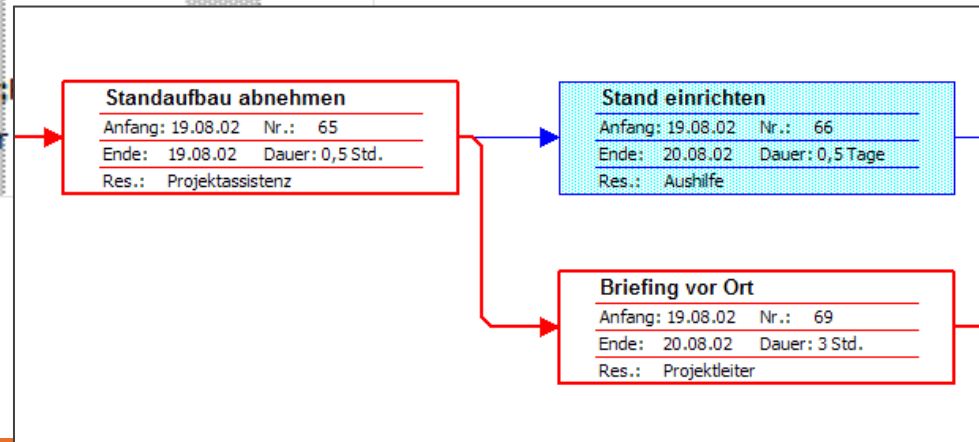 Standaufbau abnehmen
Anfang: 19.08.02 Nr.: 65
Ende: 19.08.02 Dauer: 0,5 Std.
Res.: Projektassistenz
Stand einrichten
Anfang: 19.08.02 Nr.: 66
Ende: 20.08.02 Dauer: 0,5 Tage
Res.: Aushilfe
Briefing vor Ort
Anfang: 19.08.02 Nr.: 69
Ende: 20.08.02 Dauer: 3 Std.
Res.: Projektleiter